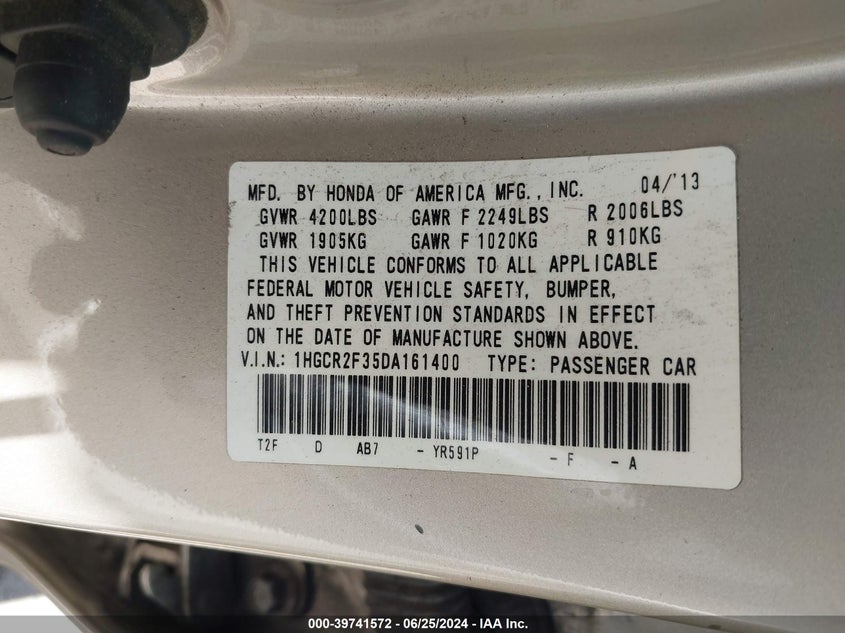 MFD. BY HONDA OF AMERICA MFG., INC. 04/'13
GVWR 4200LBS GAWR F 2249LBS R 2006LBS
GVWR 1905KG GAWR F 1020KG R 910KG
THIS VEHICLE CONFORMS TO ALL APPLICABLE
FEDERAL MOTOR VEHICLE SAFETY, BUMPER,
AND THEFT PREVENTION STANDARDS IN EFFECT
ON THE DATE OF MANUFACTURE SHOWN ABOVE.
V.I.N.: 1HGCR2F35DA161400 TYPE: PASSENGER CAR
T2F D AB7 - YR591P - F - A
000-39741572 - 06/25/2024 - IAA Inc.